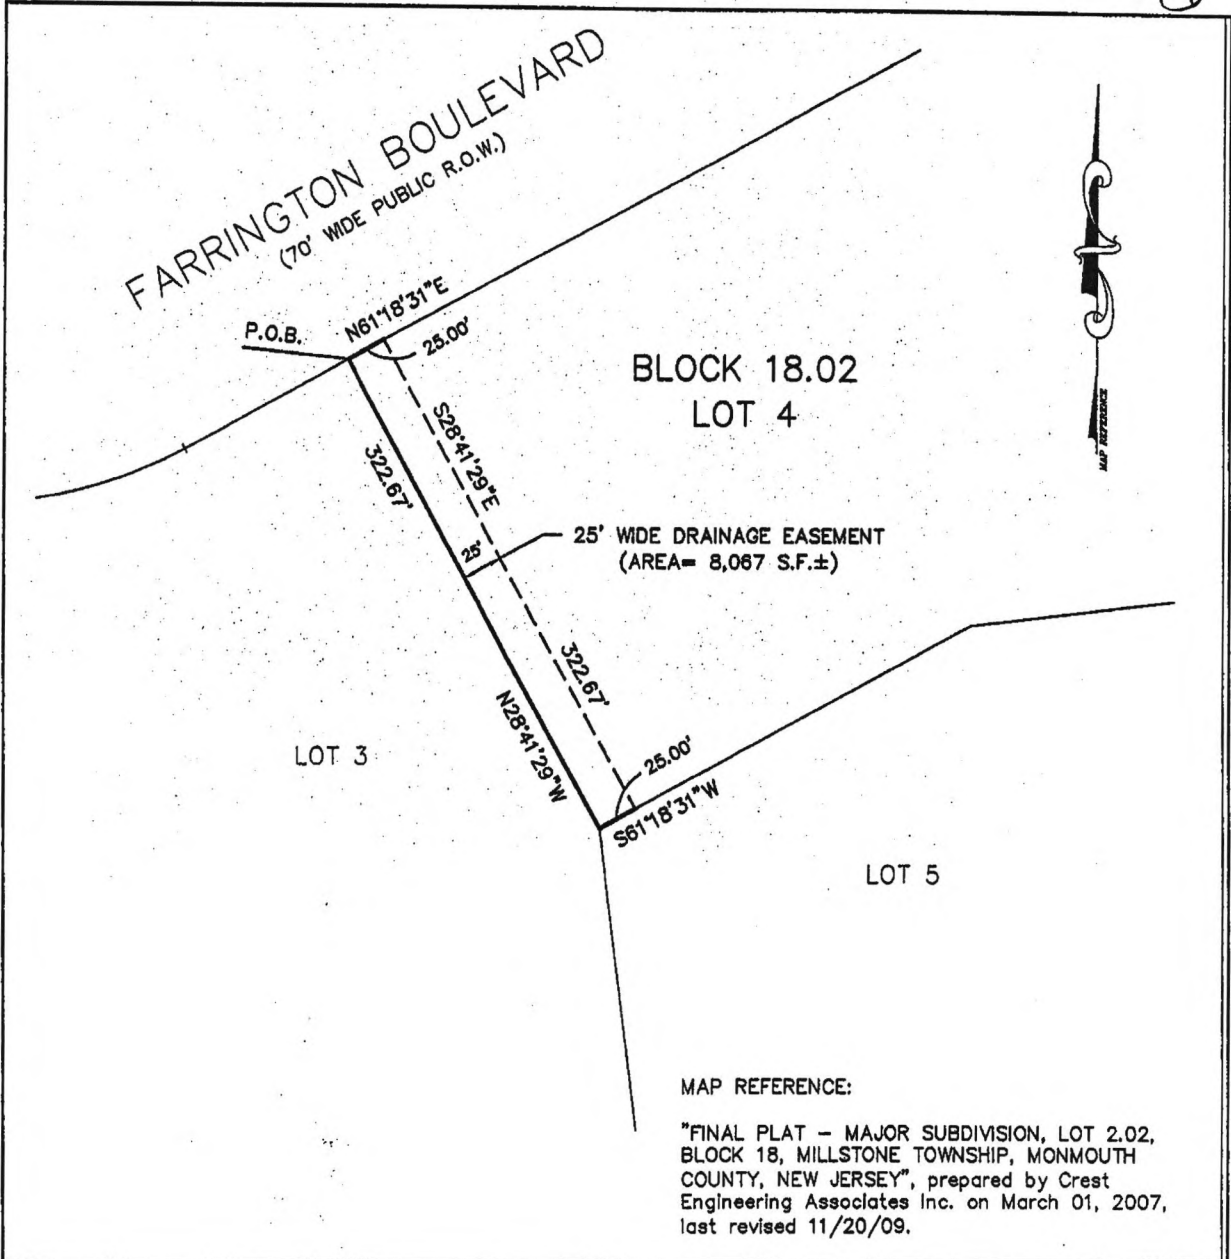 FARRINGTON BOULEVARD
(70' WIDE PUBLIC R.O.W.)
P.O.B.
N61°18'31"E
25.00'
BLOCK 18.02
LOT 4
MAP REFERENCE
S28°41'29"E
322.67'
25' WIDE DRAINAGE EASEMENT
(AREA= 8,067 S.F.±)
25'
322.67'
N28°41'29"W
LOT 3
25.00'
S61°18'31"W
LOT 5
MAP REFERENCE:
"FINAL PLAT – MAJOR SUBDIVISION, LOT 2.02,
BLOCK 18, MILLSTONE TOWNSHIP, MONMOUTH
COUNTY, NEW JERSEY", prepared by Crest
Engineering Associates Inc. on March 01, 2007,
last revised 11/20/09.